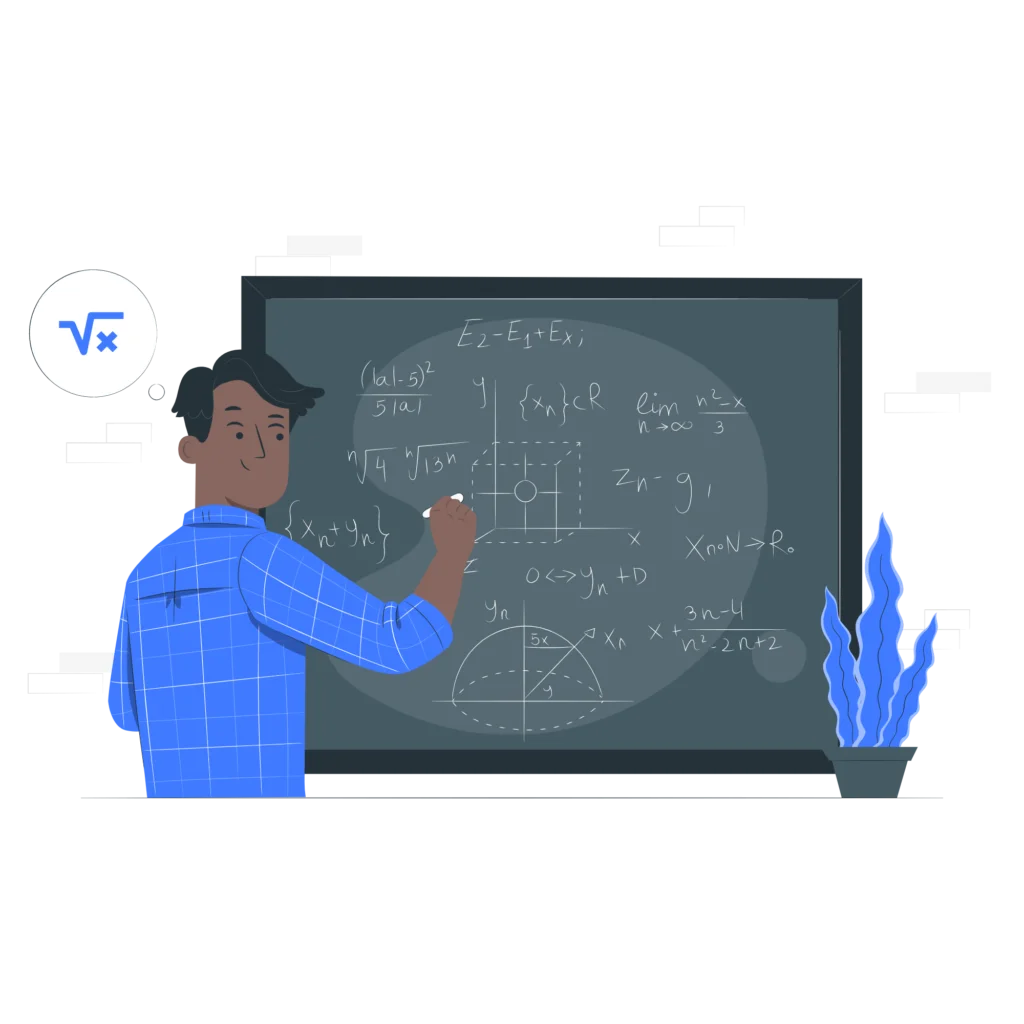 √x
E₂-E₁+Eₓ;
(|a|-5)²
5|a|
y
{xₙ}⊂R
lim n²-x
n→∞ 3
ⁿ√4 ⁿ√13ⁿ
zₙ-g,
{xₙ+yₙ}
x
xₙ∘N→R₀
z
0<->yₙ+D
yₙ
5x
xₙ
x+ 3n-4
n²-2n+2
y